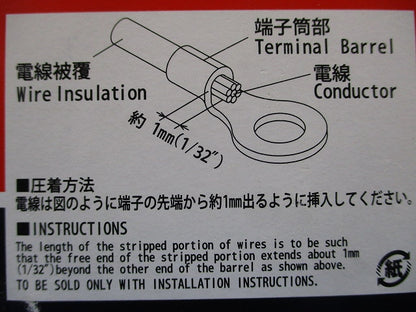 端子筒部
Terminal Barrel
電線被覆
Wire Insulation
電線
Conductor
約 1mm(1/32")
■圧着方法
電線は図のように端子の先端から約1mm出るように挿入してください。
■INSTRUCTIONS
The length of the stripped portion of wires is to be such
that the free end of the stripped portion extends about 1mm
(1/32")beyond the other end of the barrel as shown above.
TO BE SOLD ONLY WITH INSTALLATION INSTRUCTIONS.
紙